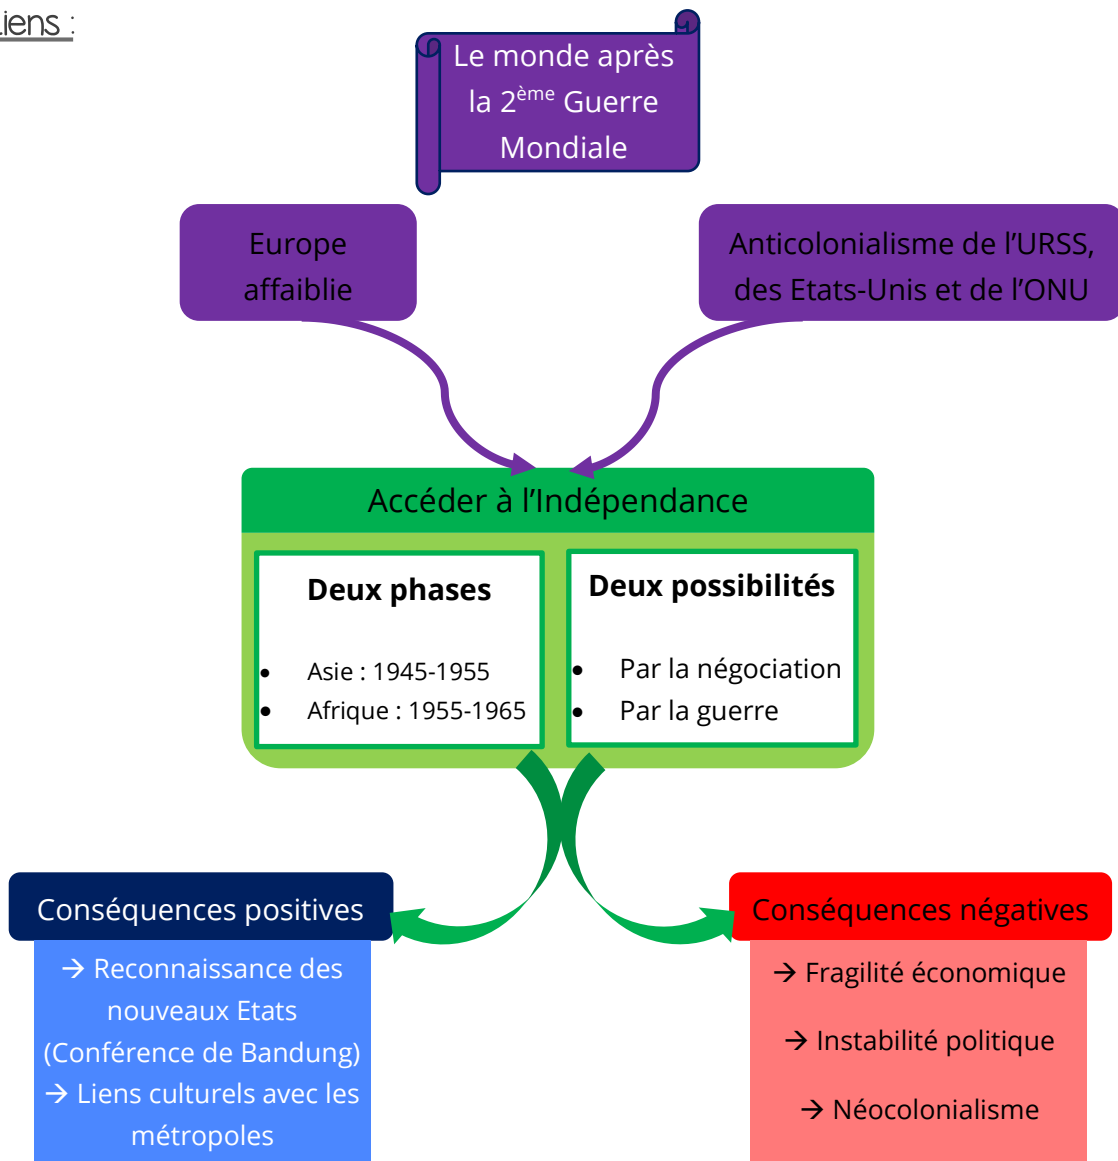 iens :
Le monde après
la 2ème Guerre
Mondiale
Europe
affaiblie
Anticolonialisme de l’URSS,
des Etats-Unis et de l’ONU
Accéder à l’Indépendance
Deux phases
• Asie : 1945-1955
• Afrique : 1955-1965
Deux possibilités
• Par la négociation
• Par la guerre
Conséquences positives
→ Reconnaissance des
nouveaux Etats
(Conférence de Bandung)
→ Liens culturels avec les
métropoles
Conséquences négatives
→ Fragilité économique
→ Instabilité politique
→ Néocolonialisme